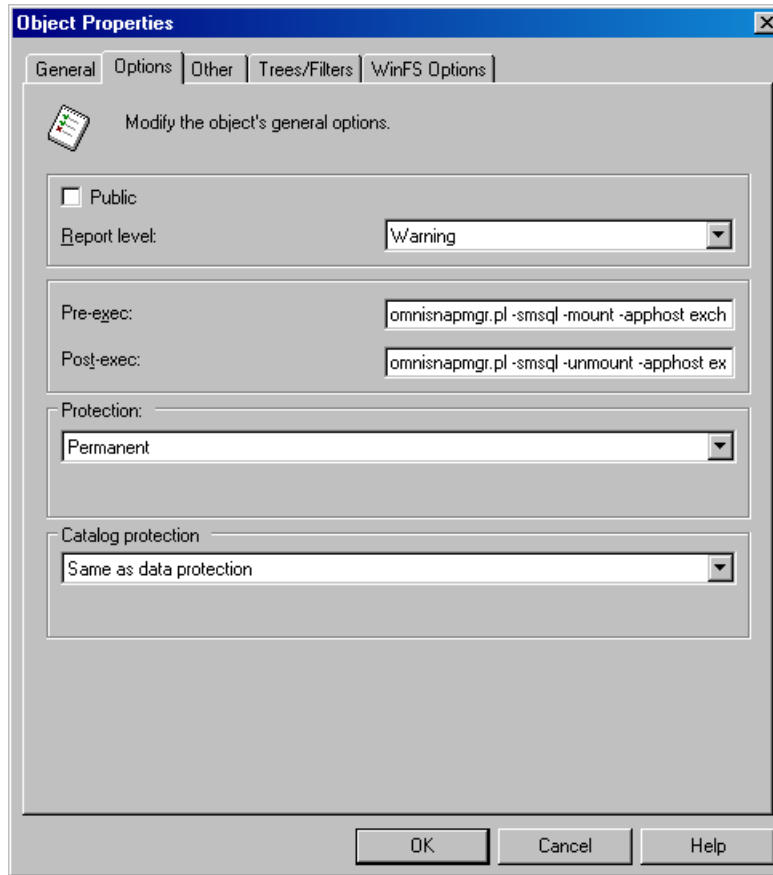 Object Properties
General Options Other Trees/Filters WinFS Options
Modify the object's general options.
Public
Report level: Warning
Pre-exec: omnisnapmgr.pl -smsql -mount -apphost exch
Post-exec: omnisnapmgr.pl -smsql -unmount -apphost ex
Protection:
Permanent
Catalog protection
Same as data protection
OK Cancel Help